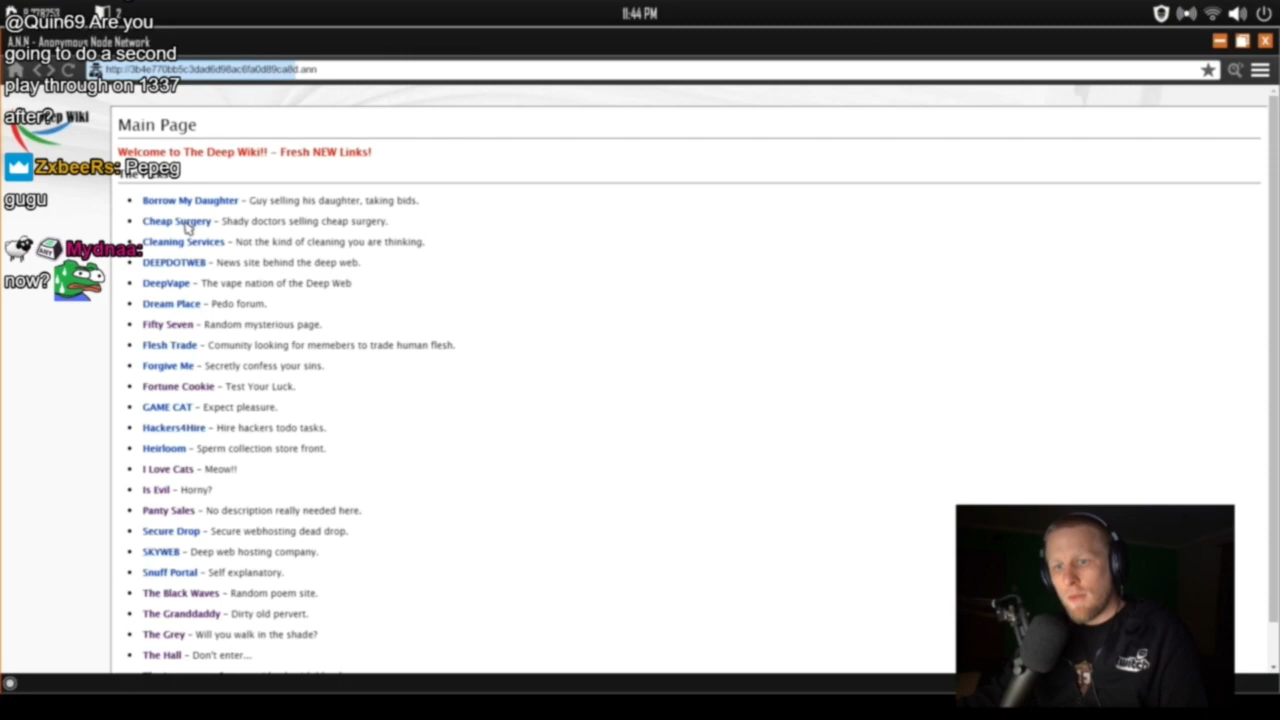 11:44 PM
@Quin69 Are you
going to do a second
play through on 1337
after?
ZxbeeRs: Pepeg
gugu
Mydnaa:
now?
A.N.N - Anonymous Node Network
Main Page
Welcome to The Deep Wiki!! – Fresh NEW Links!
Borrow My Daughter – Guy selling his daughter, taking bids.
Cheap Surgery – Shady doctors selling cheap surgery.
Cleaning Services – Not the kind of cleaning you are thinking.
DEEPDOTWEB – News site behind the deep web.
DeepVape – The vape nation of the Deep Web
Dream Place – Pedo forum.
Fifty Seven – Random mysterious page.
Flesh Trade – Comunity looking for memebers to trade human flesh.
Forgive Me – Secretly confess your sins.
Fortune Cookie – Test Your Luck.
GAME CAT – Expect pleasure.
Hackers4Hire – Hire hackers todo tasks.
Heirloom – Sperm collection store front.
I Love Cats – Meow!!
Is Evil – Horny?
Panty Sales – No description really needed here.
Secure Drop – Secure webhosting dead drop.
SKYWEB – Deep web hosting company.
Snuff Portal – Self explanatory.
The Black Waves – Random poem site.
The Granddaddy – Dirty old pervert.
The Grey – Will you walk in the shade?
The Hall – Don't enter...